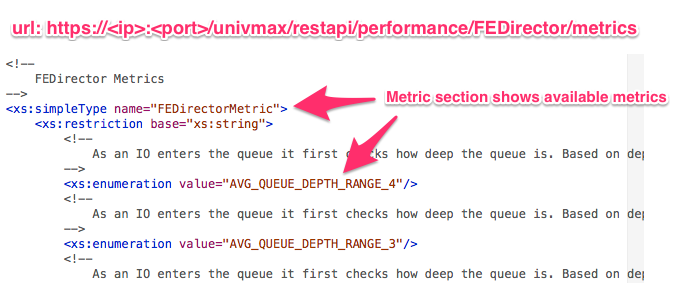 url: https://<ip>:<port>/univmax/restapi/performance/FEDirector/metrics
<!--
FEDirector Metrics
-->
<xs:simpleType name="FEDirectorMetric">
Metric section shows available metrics
<xs:restriction base="xs:string">
<!--
As an IO enters the queue it first checks how deep the queue is. Based on dep
-->
<xs:enumeration value="AVG_QUEUE_DEPTH_RANGE_4"/>
<!--
As an IO enters the queue it first checks how deep the queue is. Based on dep
-->
<xs:enumeration value="AVG_QUEUE_DEPTH_RANGE_3"/>
<!--
As an IO enters the queue it first checks how deep the queue is. Based on dep